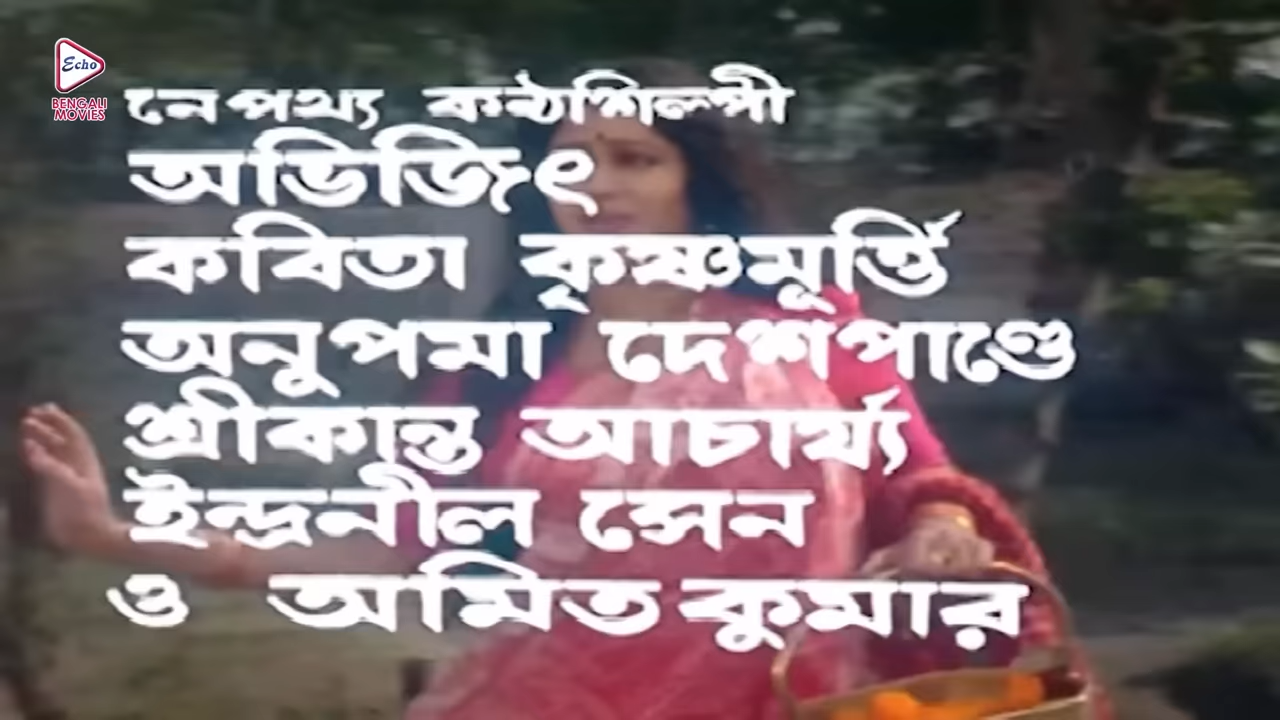 Echo
BENGALI
MOVIES
নেপথ্য কন্ঠশিল্পী
অভিজিৎ
কবিতা কৃষ্ণমূর্ত্তি
অনুপমা দেশপাণ্ডে
শ্রীকান্ত আচার্য্য
ইন্দ্রনীল সেন
ও অমিত কুমার